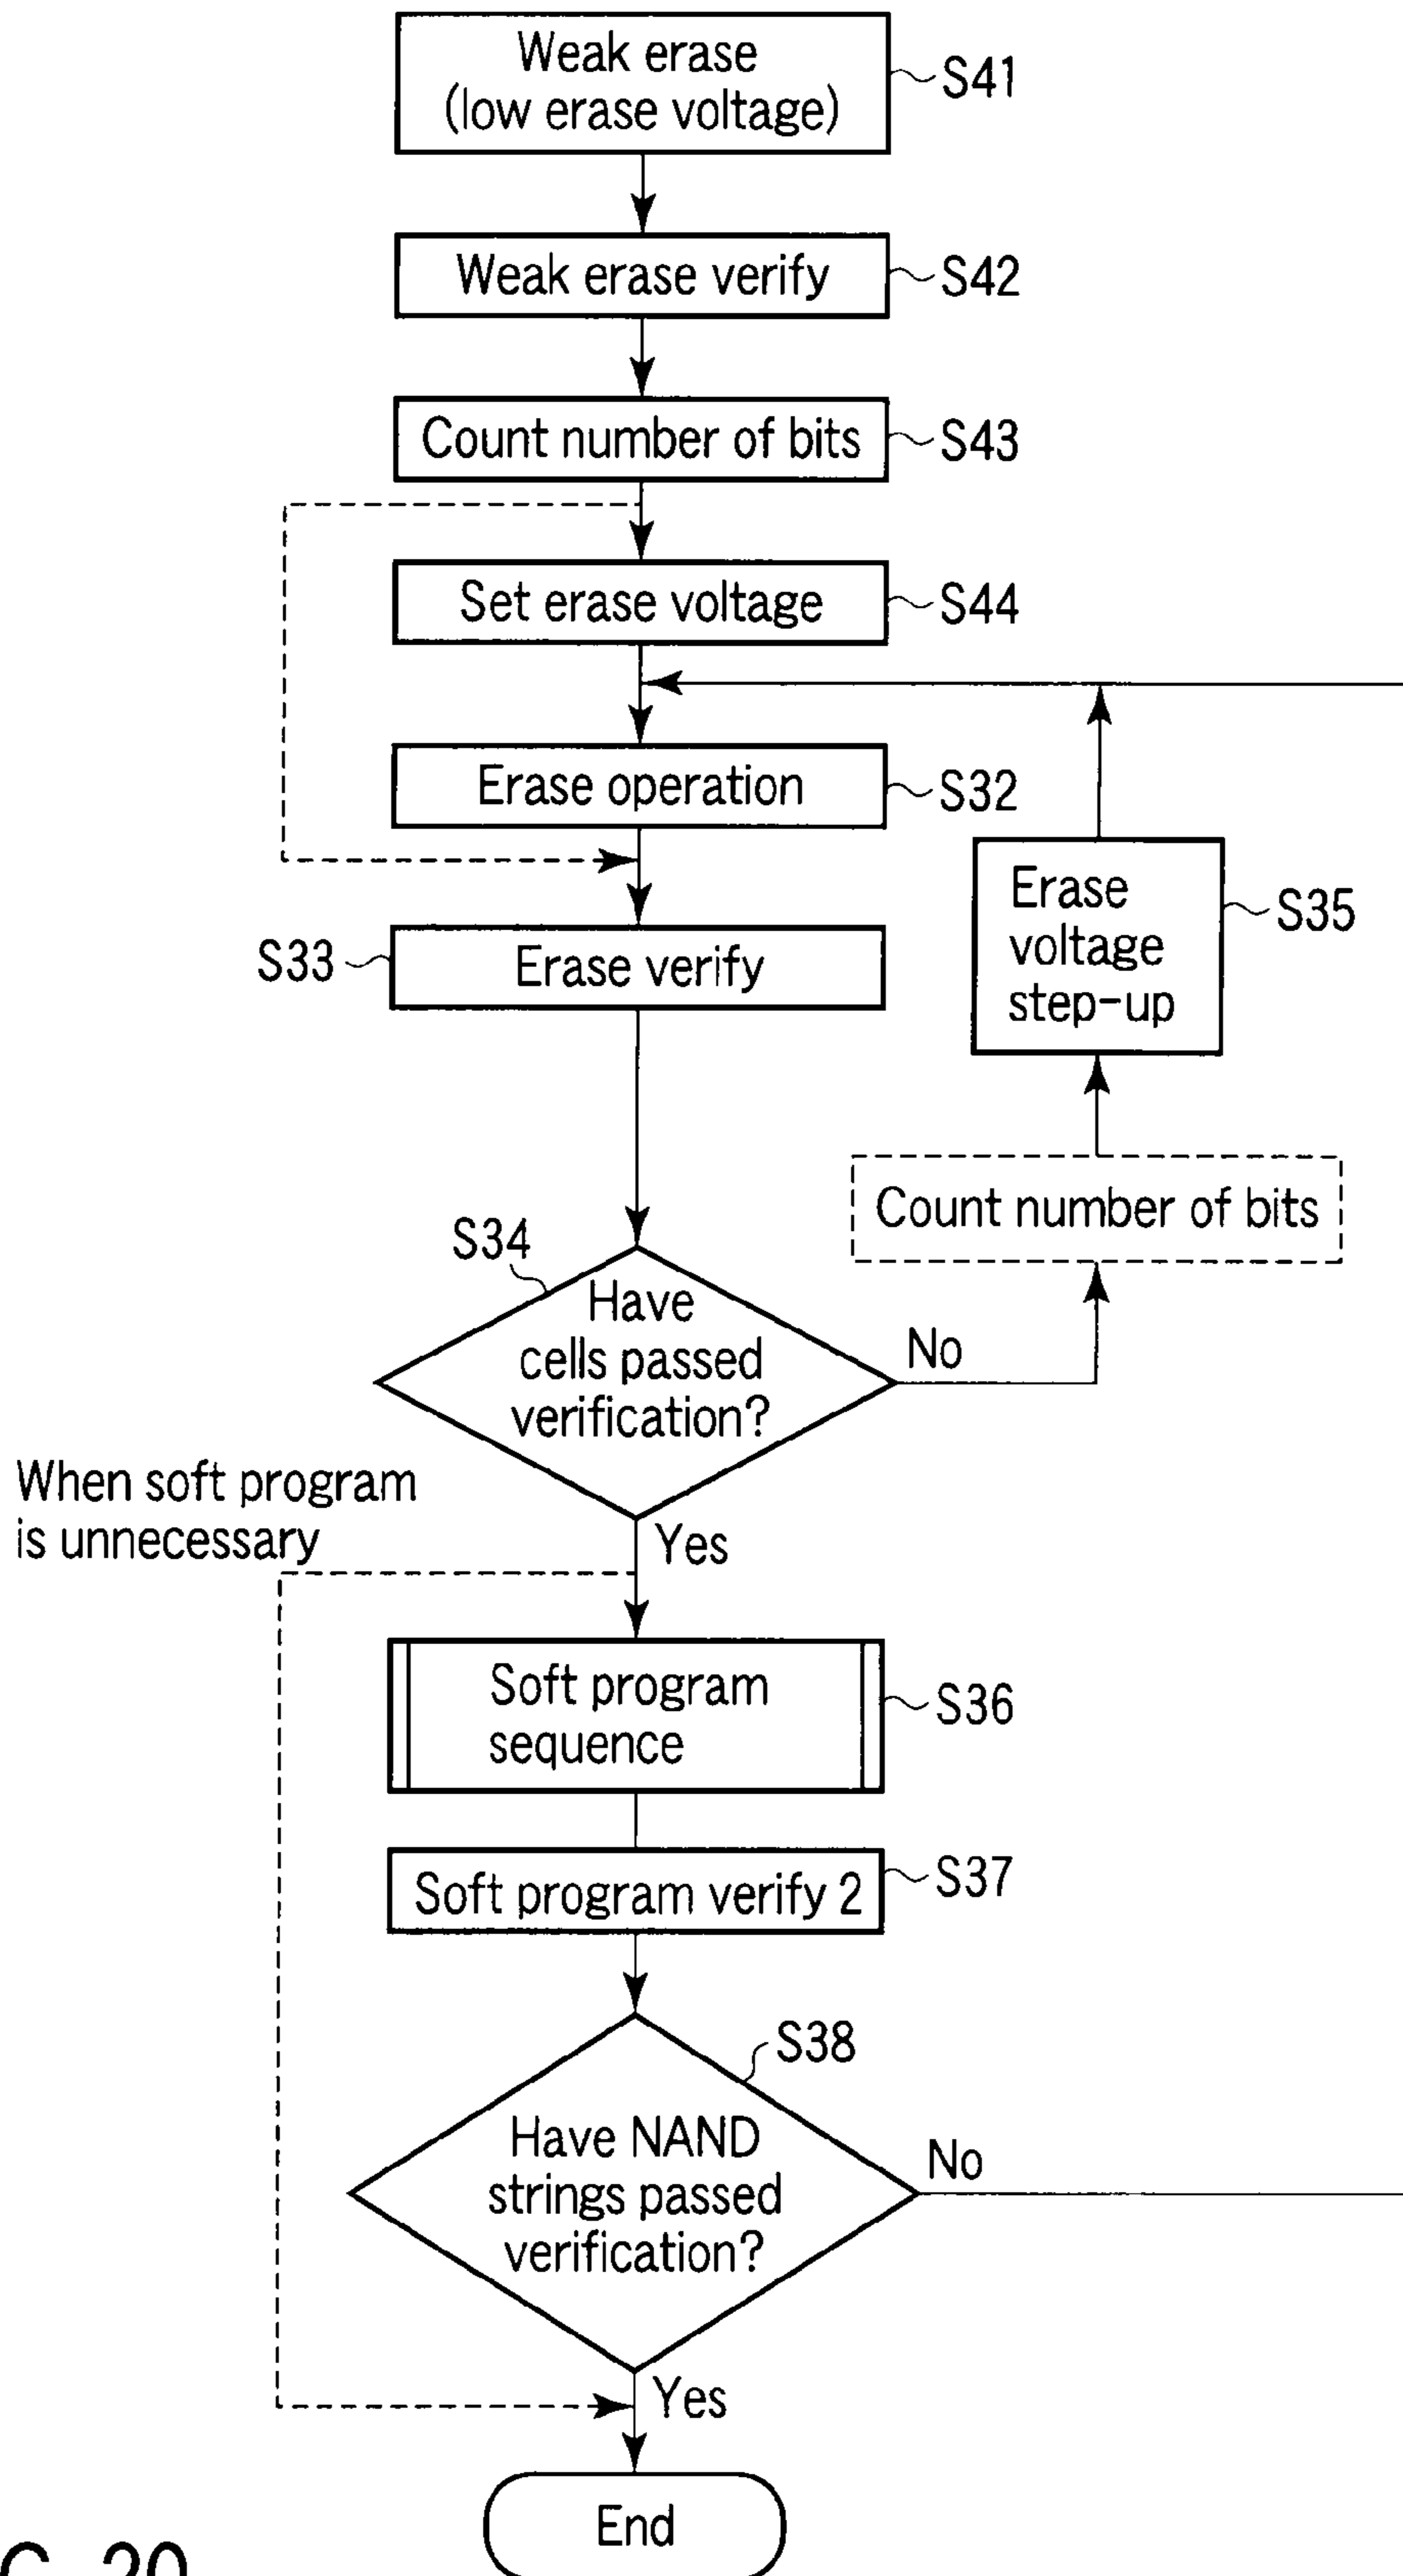 Weak erase
(low erase voltage)
S41
Weak erase verify
S42
Count number of bits
S43
Set erase voltage
S44
Erase operation
S32
Erase
voltage
step-up
S35
S33
Erase verify
Count number of bits
S34
Have
cells passed
verification?
No
When soft program
is unnecessary
Yes
Soft program
sequence
S36
Soft program verify 2
S37
S38
Have NAND
strings passed
verification?
No
Yes
End
G. 20